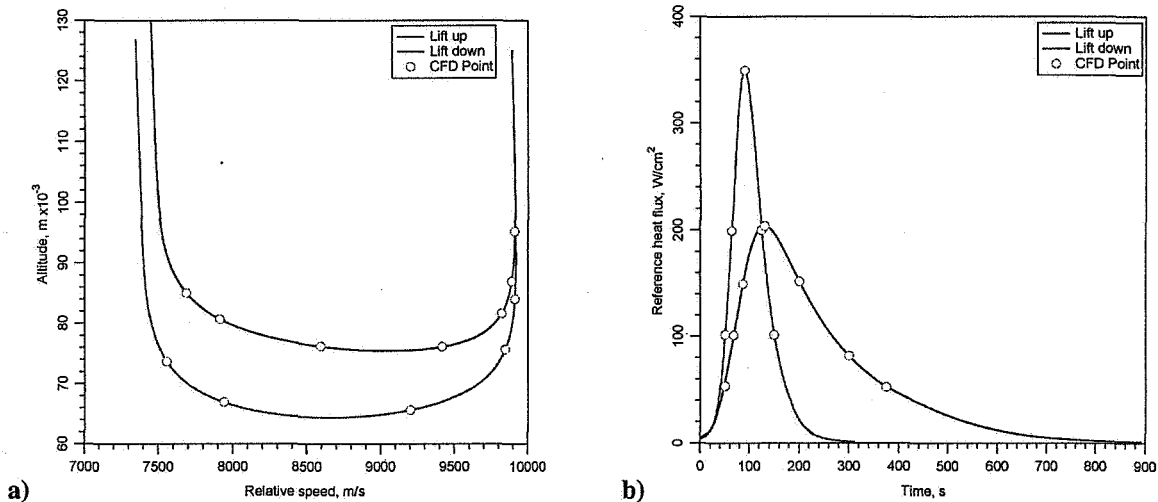 130
120
110
100
90
80
70
60
Altitude, m x10⁻³
7000
7500
8000
8500
9000
9500
10000
Relative speed, m/s
Lift up
Lift down
CFD Point
a)
400
300
200
100
0
Reference heat flux, W/cm²
0
100
200
300
400
500
600
700
800
900
Time, s
Lift up
Lift down
CFD Point
b)